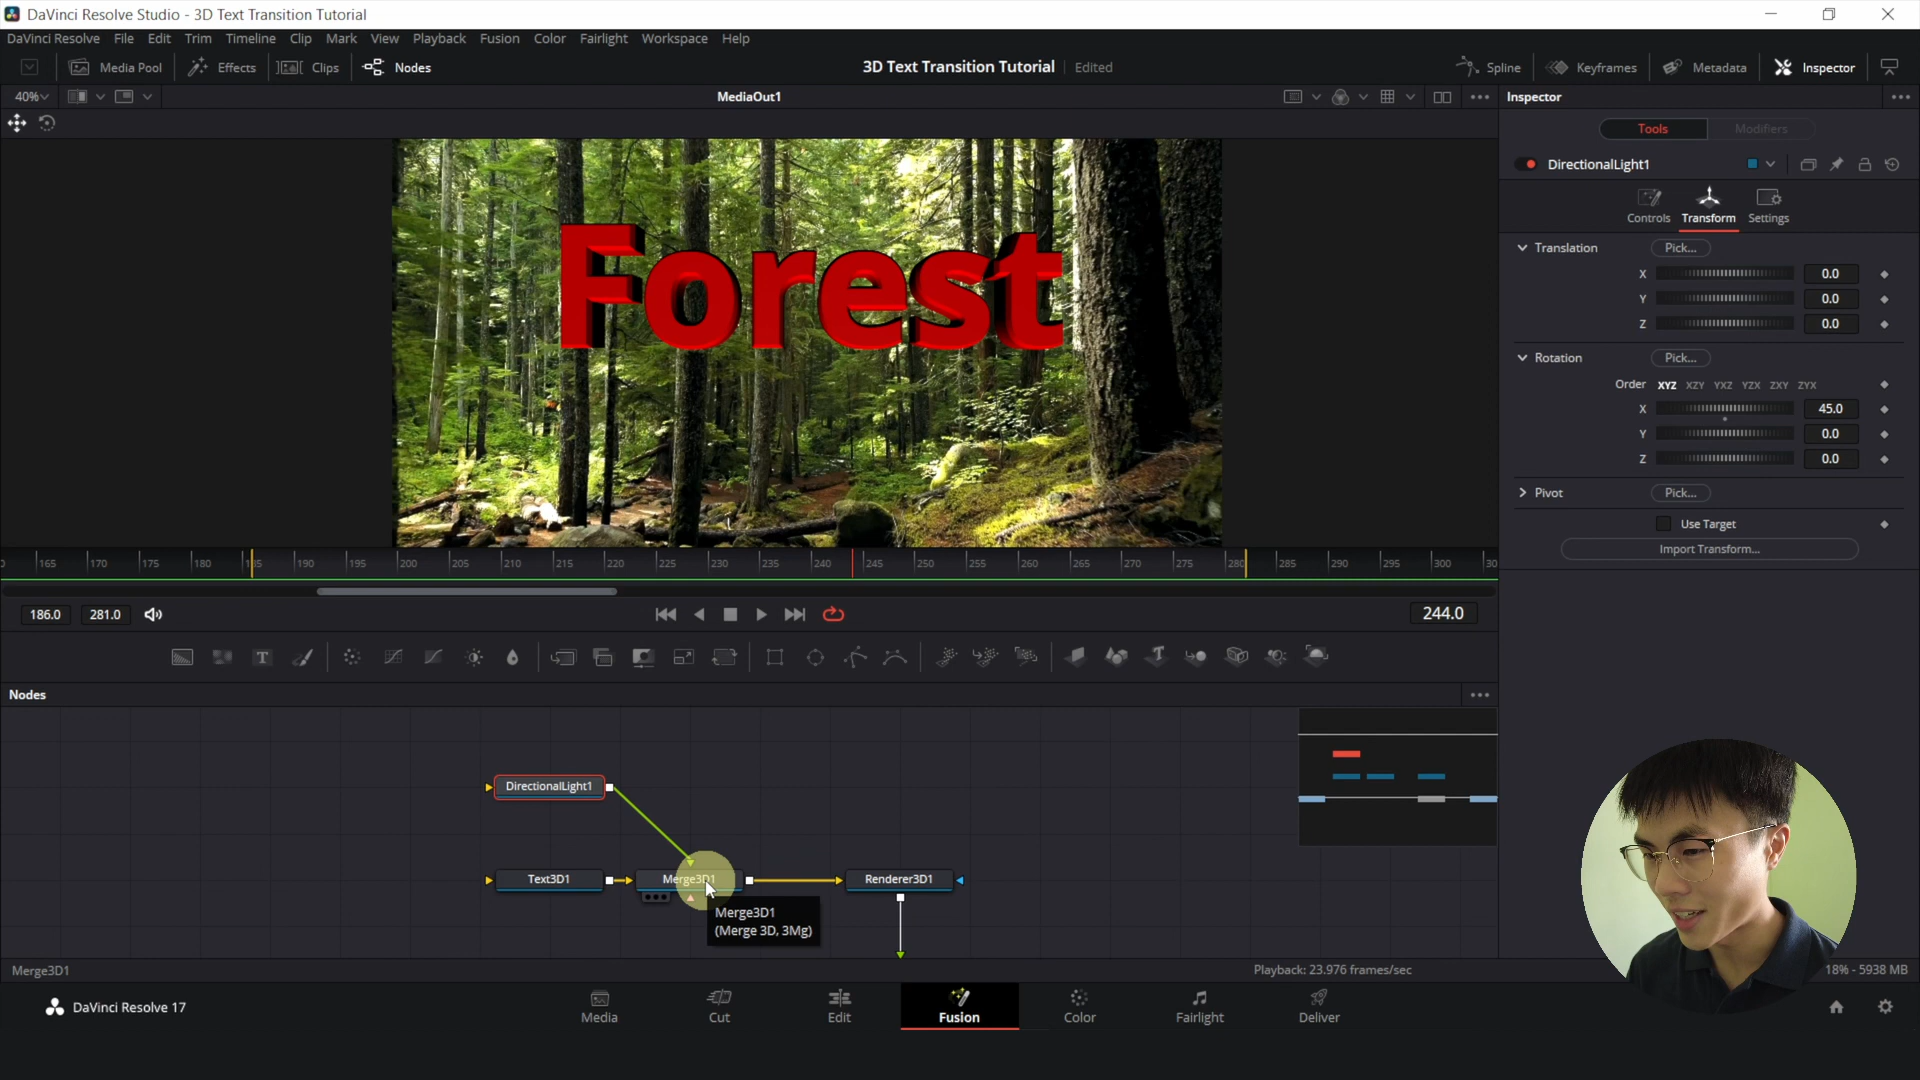 DaVinci Resolve Studio - 3D Text Transition Tutorial
DaVinci Resolve File Edit Trim Timeline Clip Mark View Playback Fusion Color Fairlight Workspace Help
Media Pool Effects Clips Nodes 3D Text Transition Tutorial Edited Spline Keyframes Metadata Inspector
40% MediaOut1 Inspector
Tools Modifiers
DirectionalLight1
Controls Transform Settings
Translation Pick...
X 0.0
Y 0.0
Z 0.0
Rotation Pick...
Order XYZ XZY YXZ YZX ZXY ZYX
X 45.0
Y 0.0
Z 0.0
Pivot Pick...
Use Target
Import Transform...
Forest
165 170 175 180 190 195 200 205 210 215 220 225 230 235 240 245 250 255 260 265 270 275 280 285 290 295 300 30
186.0 281.0 244.0
T
Nodes
DirectionalLight1
Text3D1 Merge3D1 Renderer3D1
Merge3D1
(Merge 3D, 3Mg)
Merge3D1 Playback: 23.976 frames/sec 18% - 5938 MB
DaVinci Resolve 17 Media Cut Edit Fusion Color Fairlight Deliver